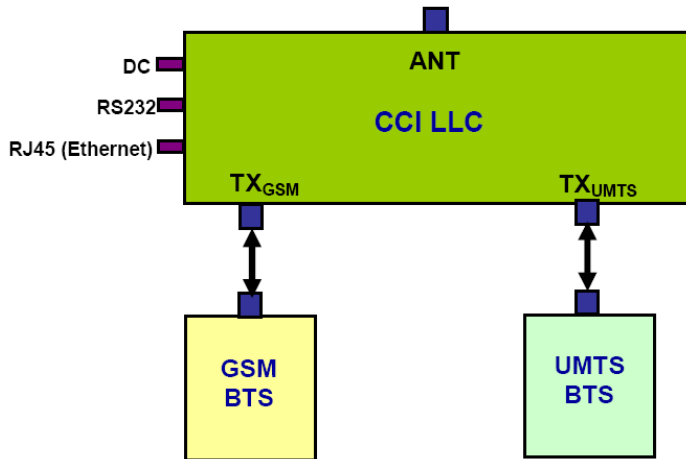 ANT
DC
CCI LLC
RS232
RJ45 (Ethernet)
TXGSM
TXUMTS
GSM
BTS
UMTS
BTS